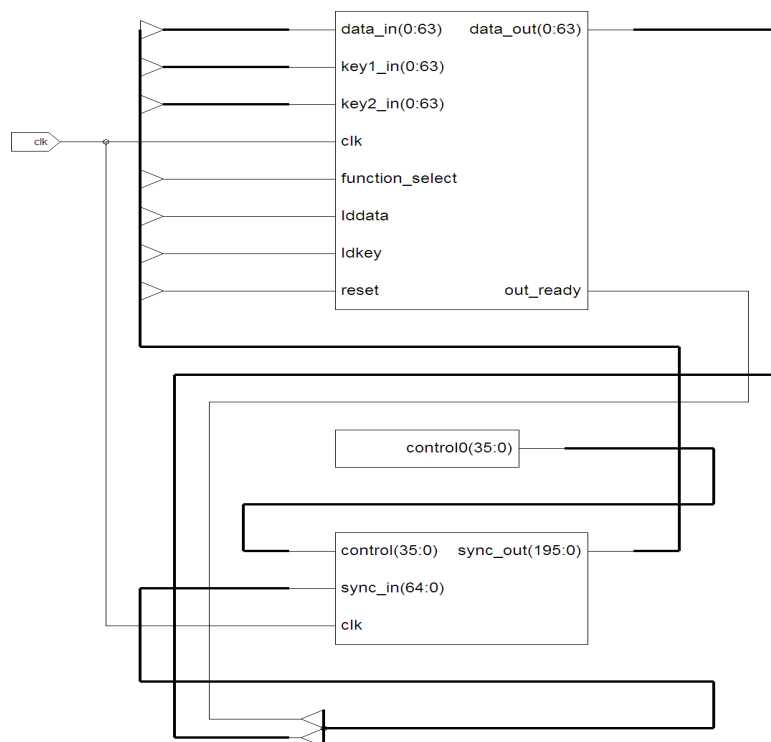 data_in(0:63) data_out(0:63)
key1_in(0:63)
key2_in(0:63)
clk clk
function_select
lddata
ldkey
reset out_ready
control0(35:0)
control(35:0) sync_out(195:0)
sync_in(64:0)
clk